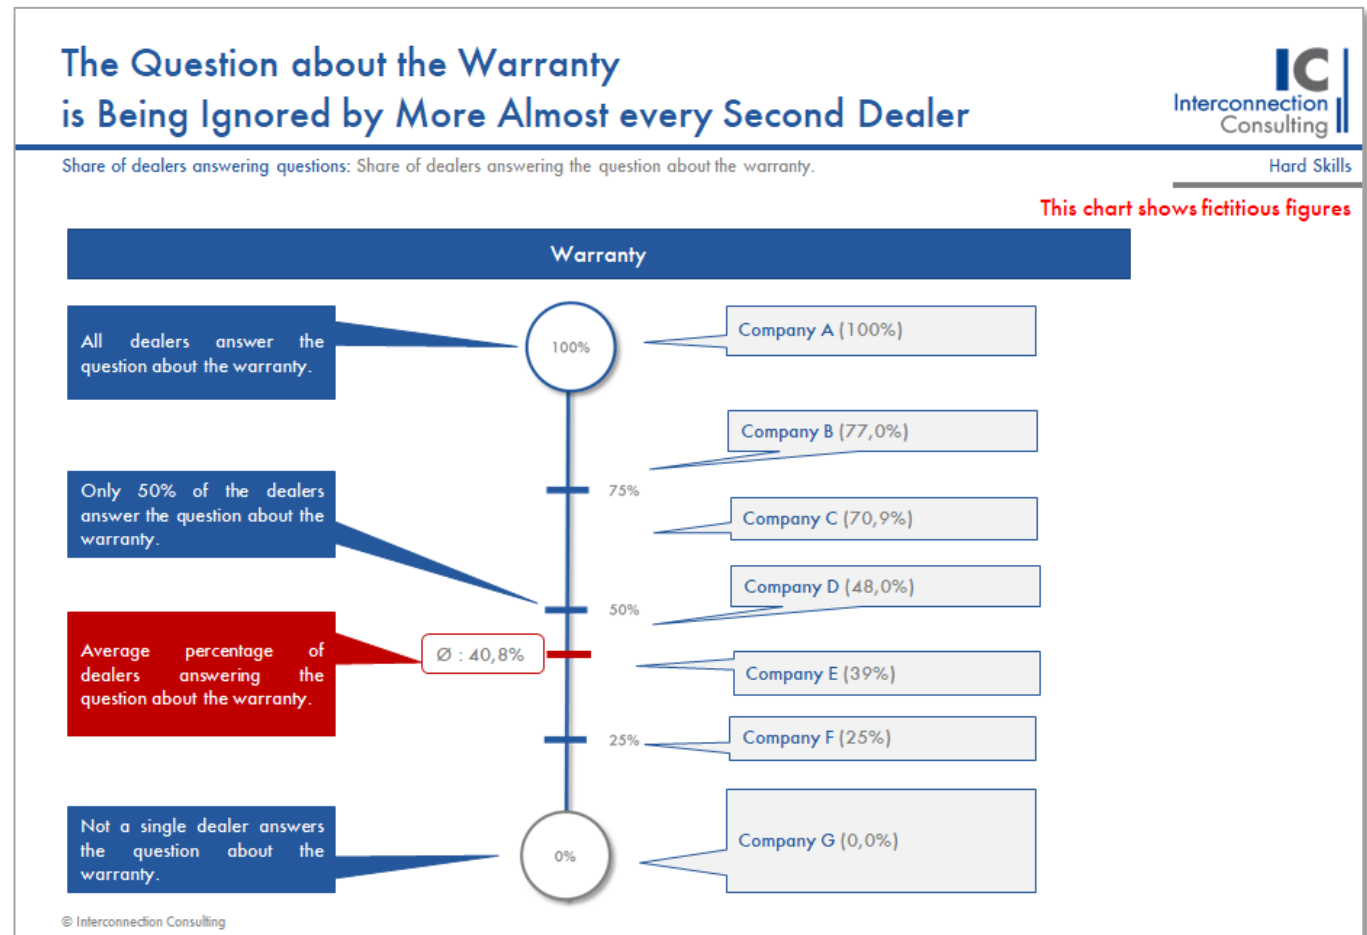 The Question about the Warranty
is Being Ignored by More Almost every Second Dealer
IC
Interconnection
Consulting
Share of dealers answering questions: Share of dealers answering the question about the warranty.
Hard Skills
This chart shows fictitious figures
Warranty
All dealers answer the
question about the warranty.
100%
Company A (100%)
Company B (77,0%)
Only 50% of the dealers
answer the question about the
warranty.
75%
Company C (70,9%)
Company D (48,0%)
50%
Average percentage of
dealers answering the
question about the warranty.
Ø : 40,8%
Company E (39%)
25%
Company F (25%)
Not a single dealer answers
the question about the
warranty.
0%
Company G (0,0%)
© Interconnection Consulting